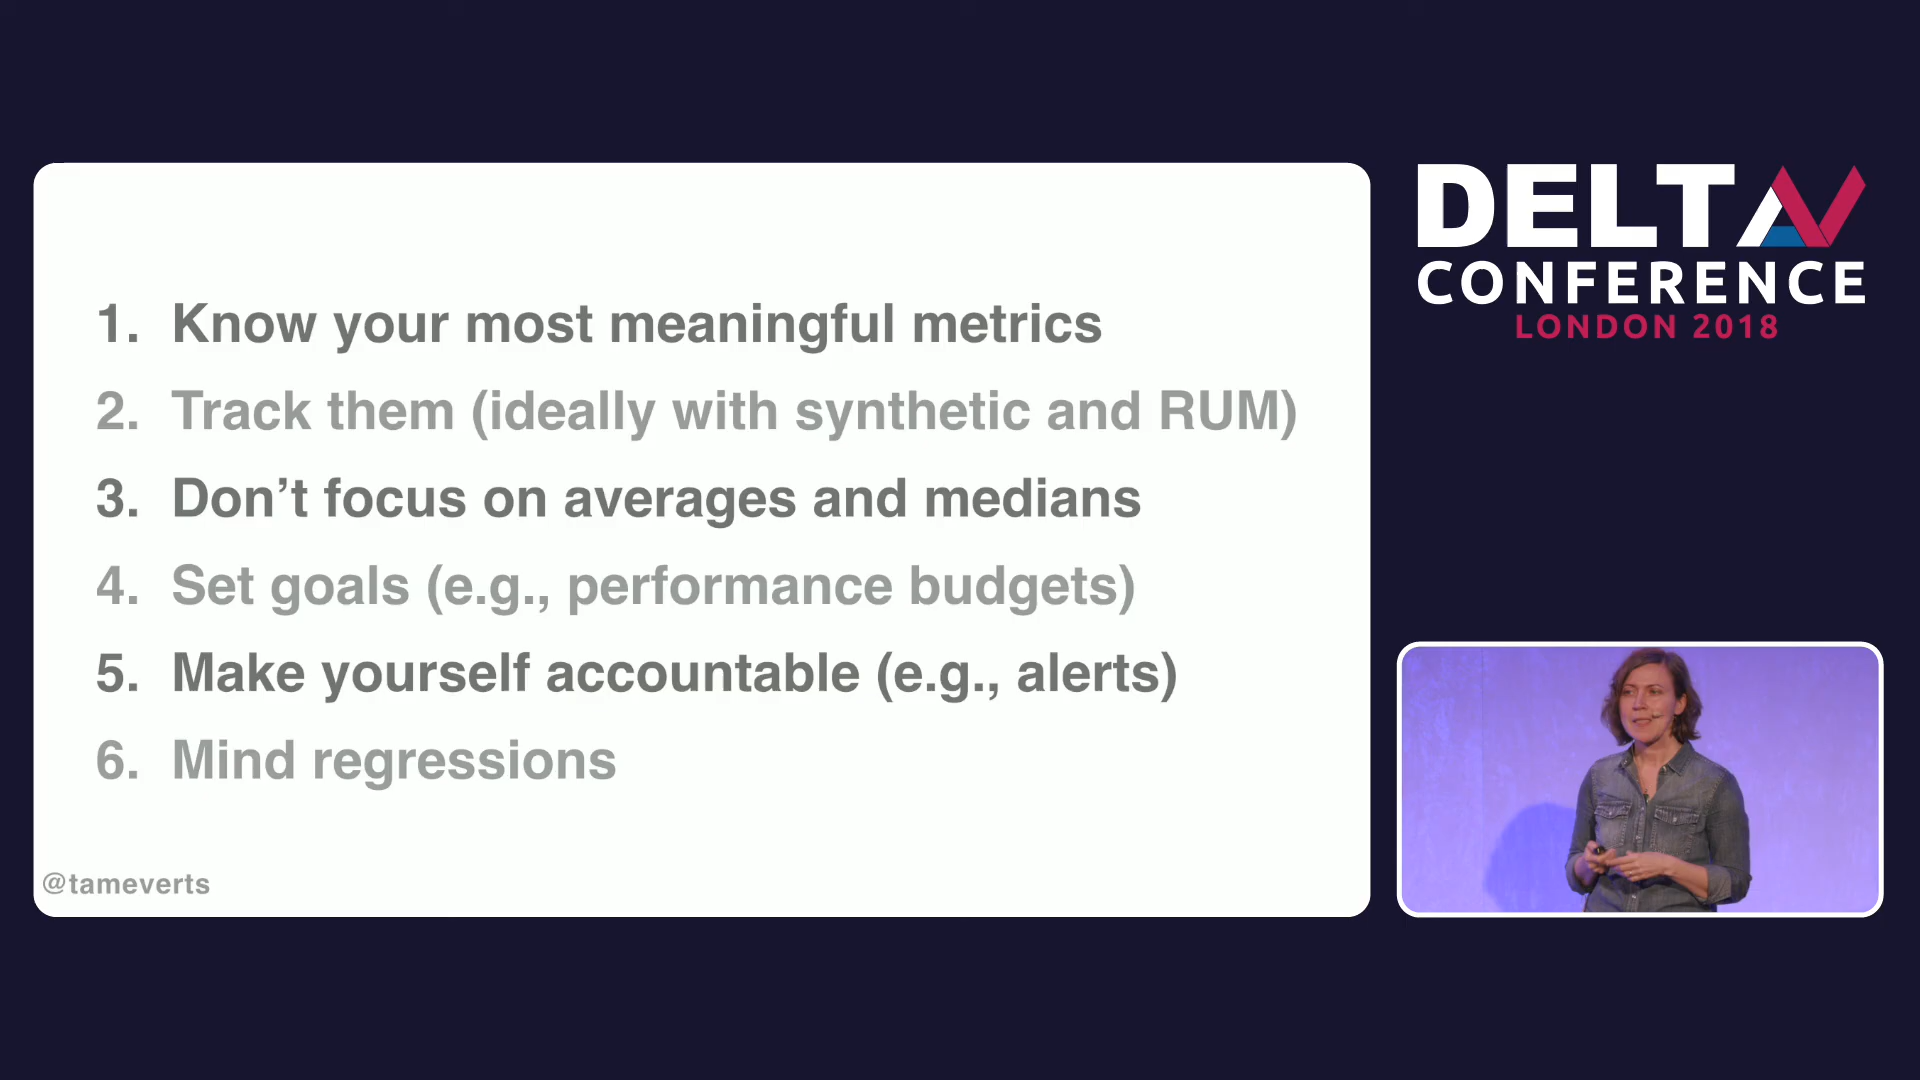 1. Know your most meaningful metrics
2. Track them (ideally with synthetic and RUM)
3. Don’t focus on averages and medians
4. Set goals (e.g., performance budgets)
5. Make yourself accountable (e.g., alerts)
6. Mind regressions
@tameverts
DELTA V
CONFERENCE
LONDON 2018